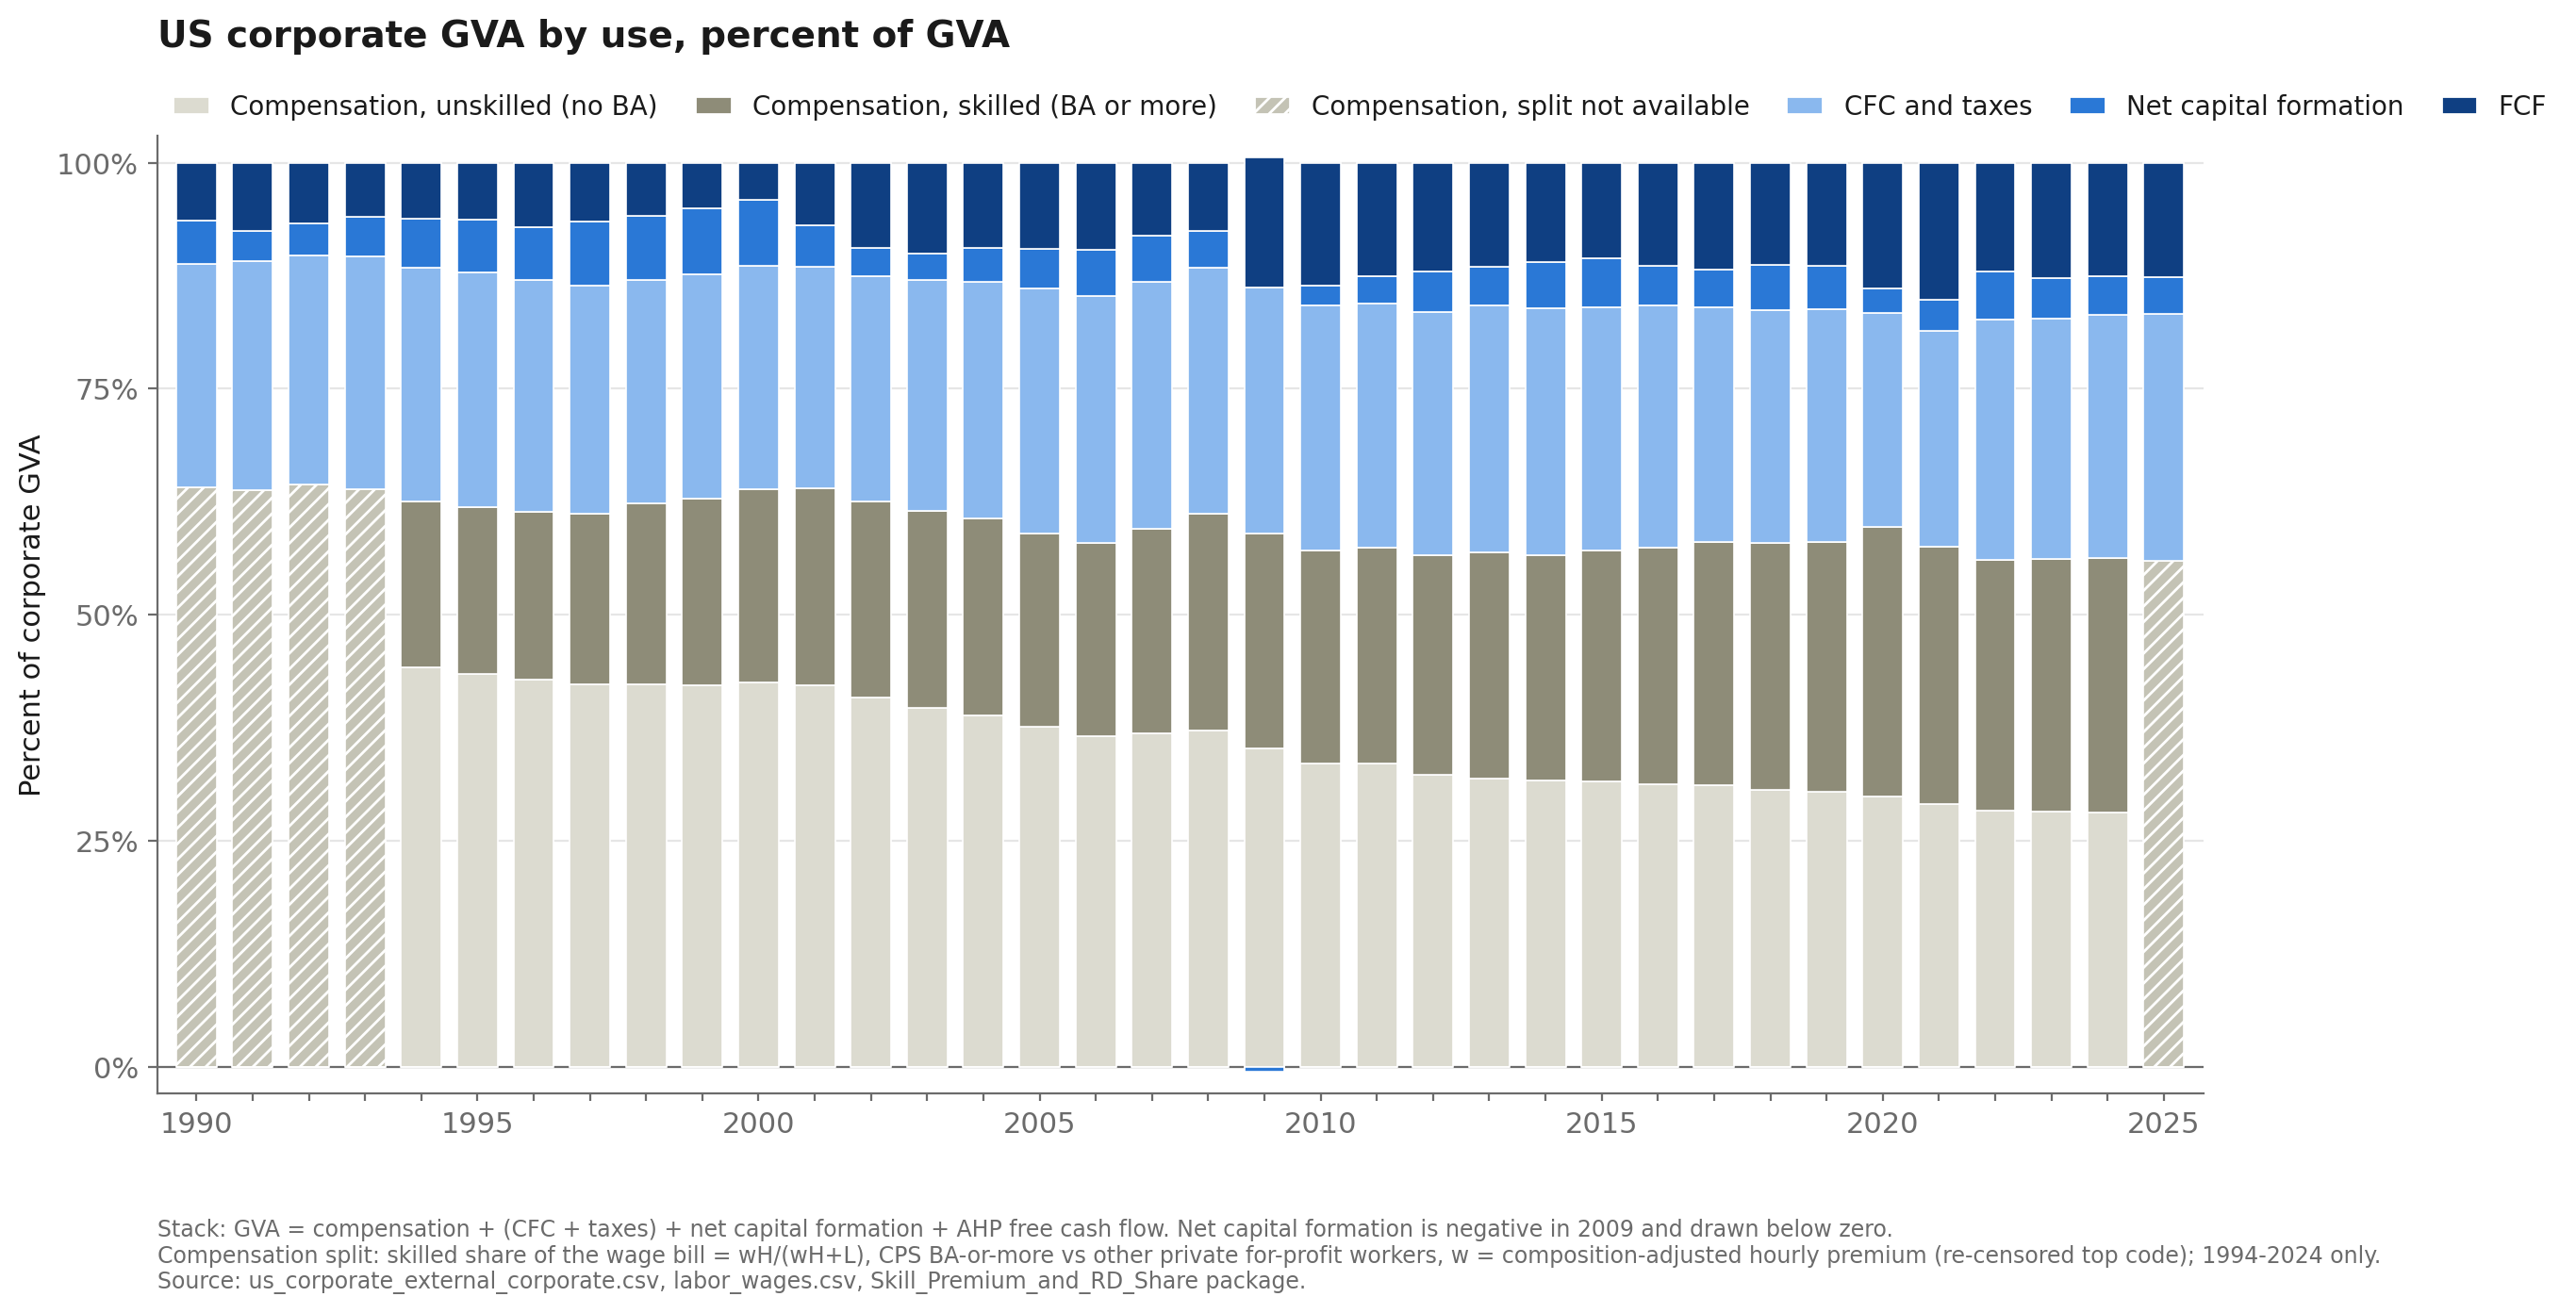 US corporate GVA by use, percent of GVA
Compensation, unskilled (no BA) Compensation, skilled (BA or more) Compensation, split not available CFC and taxes Net capital formation FCF
Percent of corporate GVA
100%
75%
50%
25%
0%
1990 1995 2000 2005 2010 2015 2020 2025
Stack: GVA = compensation + (CFC + taxes) + net capital formation + AHP free cash flow. Net capital formation is negative in 2009 and drawn below zero.
Compensation split: skilled share of the wage bill = wH/(wH+L), CPS BA-or-more vs other private for-profit workers, w = composition-adjusted hourly premium (re-censored top code); 1994-2024 only.
Source: us_corporate_external_corporate.csv, labor_wages.csv, Skill_Premium_and_RD_Share package.